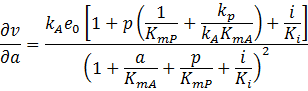 ∂v/∂a = k_A e_0 [1 + p (1/K_mP + k_p/(k_A K_mA)) + i/K_i] / (1 + a/K_mA + p/K_mP + i/K_i)^2